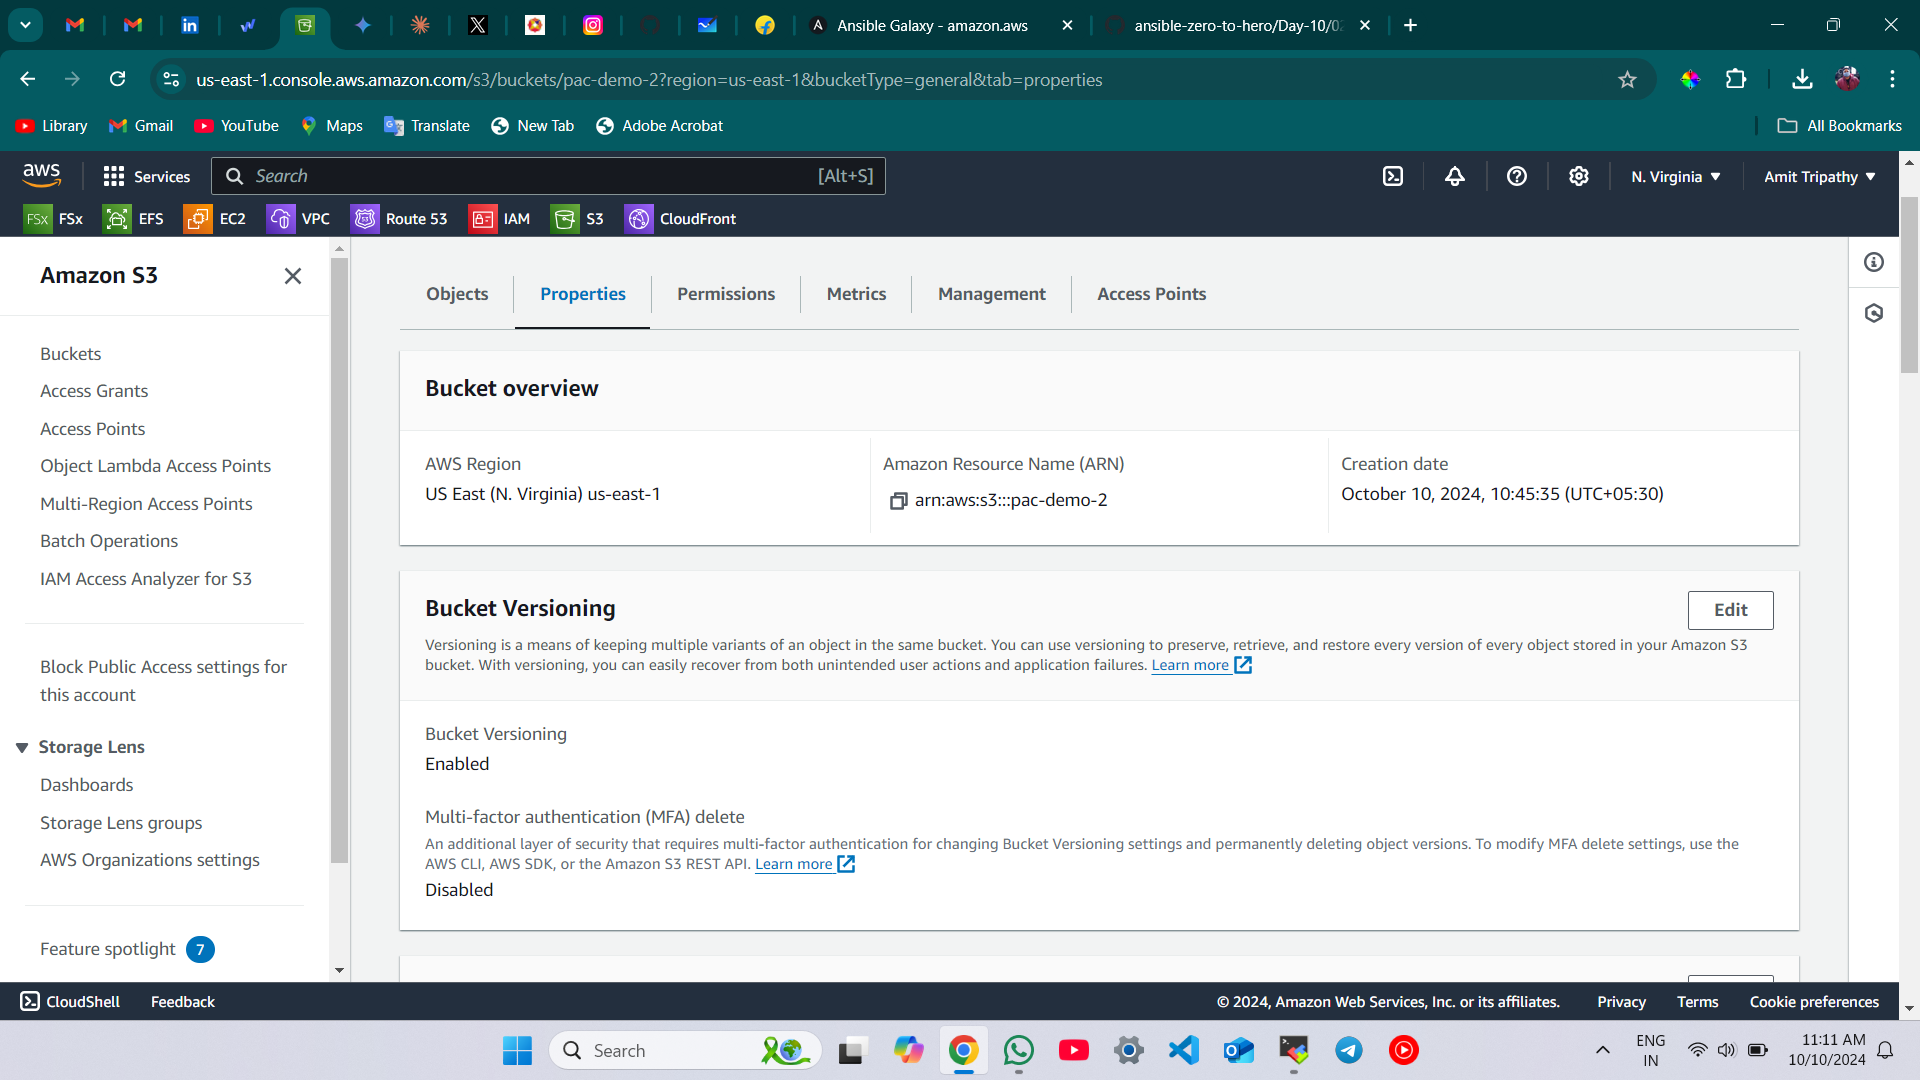 Ansible Galaxy - amazon.aws
ansible-zero-to-hero/Day-10/02
us-east-1.console.aws.amazon.com/s3/buckets/pac-demo-2?region=us-east-1&bucketType=general&tab=properties
Library Gmail YouTube Maps Translate New Tab Adobe Acrobat All Bookmarks
aws Services Search [Alt+S] N. Virginia Amit Tripathy
FSx FSx EFS EC2 VPC 53 Route 53 IAM S3 CloudFront
Amazon S3
Buckets
Access Grants
Access Points
Object Lambda Access Points
Multi-Region Access Points
Batch Operations
IAM Access Analyzer for S3
Block Public Access settings for
this account
Storage Lens
Dashboards
Storage Lens groups
AWS Organizations settings
Feature spotlight 7
Objects Properties Permissions Metrics Management Access Points
Bucket overview
AWS Region
US East (N. Virginia) us-east-1
Amazon Resource Name (ARN)
arn:aws:s3:::pac-demo-2
Creation date
October 10, 2024, 10:45:35 (UTC+05:30)
Bucket Versioning
Edit
Versioning is a means of keeping multiple variants of an object in the same bucket. You can use versioning to preserve, retrieve, and restore every version of every object stored in your Amazon S3
bucket. With versioning, you can easily recover from both unintended user actions and application failures. Learn more
Bucket Versioning
Enabled
Multi-factor authentication (MFA) delete
An additional layer of security that requires multi-factor authentication for changing Bucket Versioning settings and permanently deleting object versions. To modify MFA delete settings, use the
AWS CLI, AWS SDK, or the Amazon S3 REST API. Learn more
Disabled
CloudShell Feedback © 2024, Amazon Web Services, Inc. or its affiliates. Privacy Terms Cookie preferences
Search
ENG
IN
11:11 AM
10/10/2024